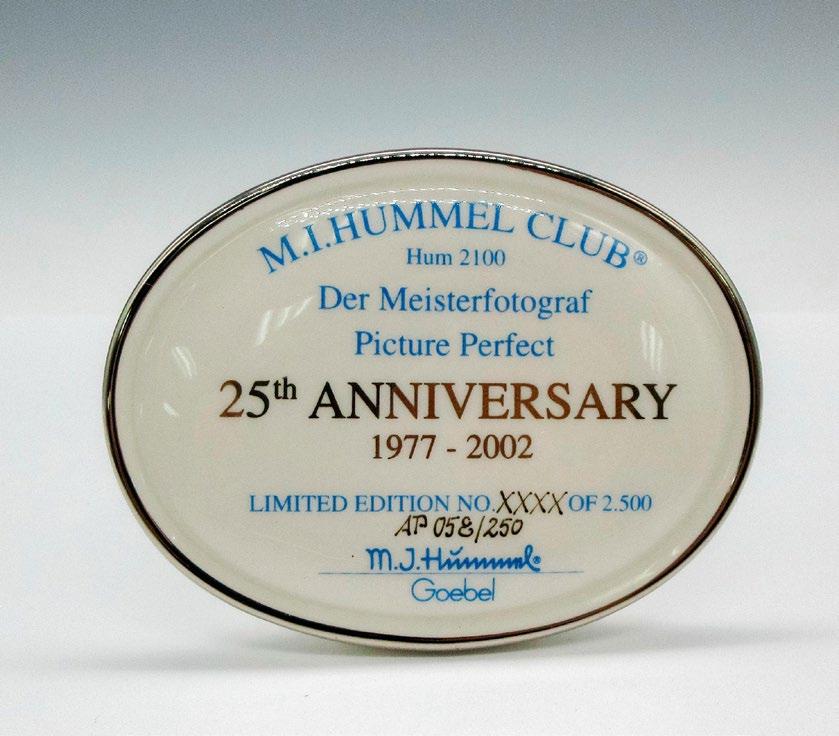 M.I.HUMMEL CLUB®
Hum 2100
Der Meisterfotograf
Picture Perfect
25th ANNIVERSARY
1977 - 2002
LIMITED EDITION NO. XXXX OF 2.500
AP 058/250
M.J.Hummel®
Goebel